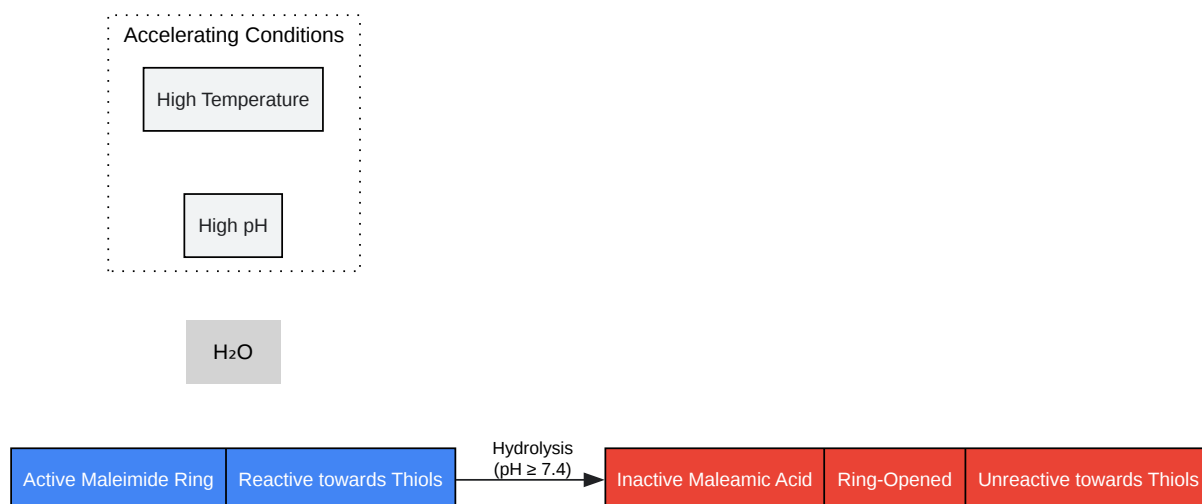 Accelerating Conditions
High Temperature
High pH
H₂O
Hydrolysis
(pH ≥ 7.4)
Active Maleimide Ring
Reactive towards Thiols
Inactive Maleamic Acid
Ring-Opened
Unreactive towards Thiols